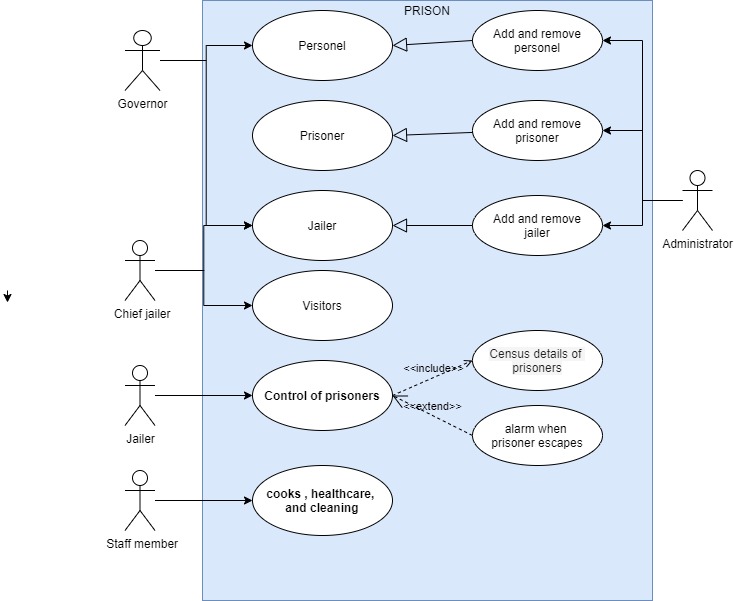 PRISON
Governor
Personel
Add and remove
personel
Prisoner
Add and remove
prisoner
Jailer
Add and remove
jailer
Administrator
Chief jailer
Visitors
Jailer
Control of prisoners
<<include>>
Census details of
prisoners
<<extend>>
alarm when
prisoner escapes
Staff member
cooks , healthcare,
and cleaning